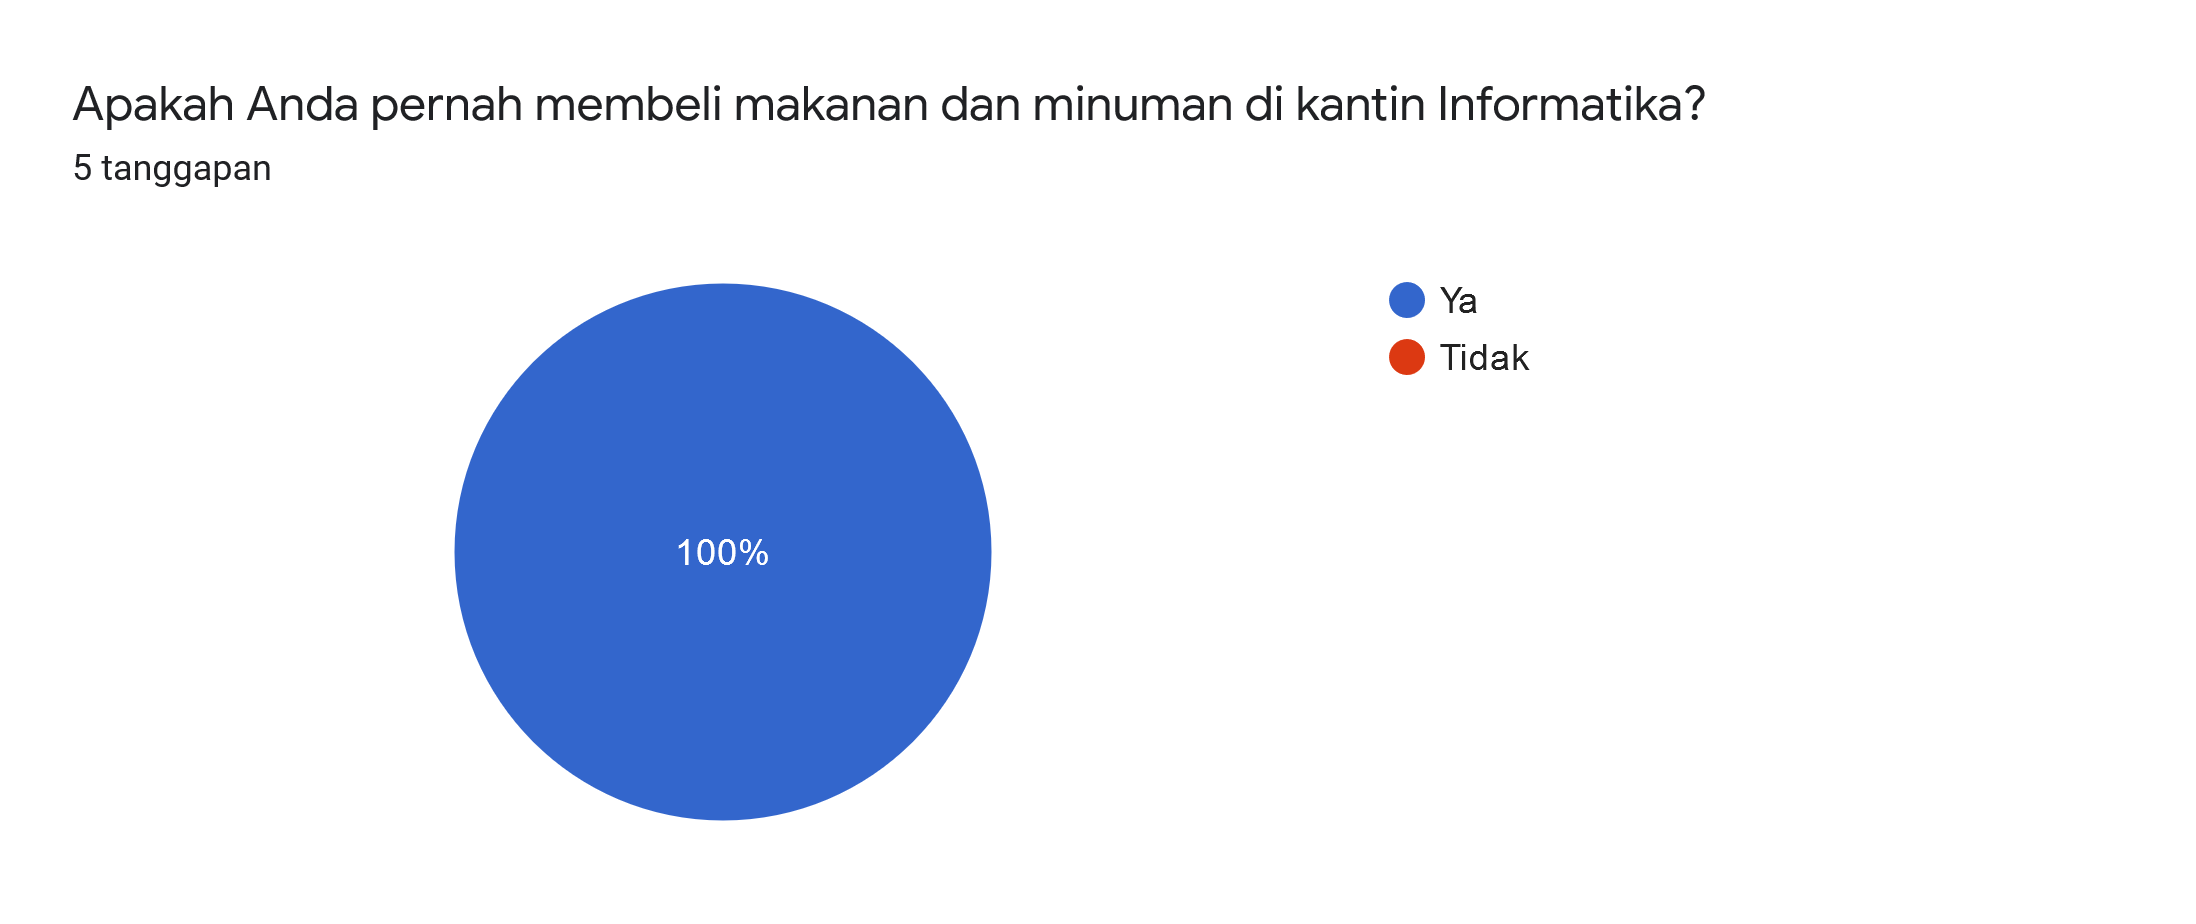 Apakah Anda pernah membeli makanan dan minuman di kantin Informatika?
5 tanggapan
Ya
Tidak
100%